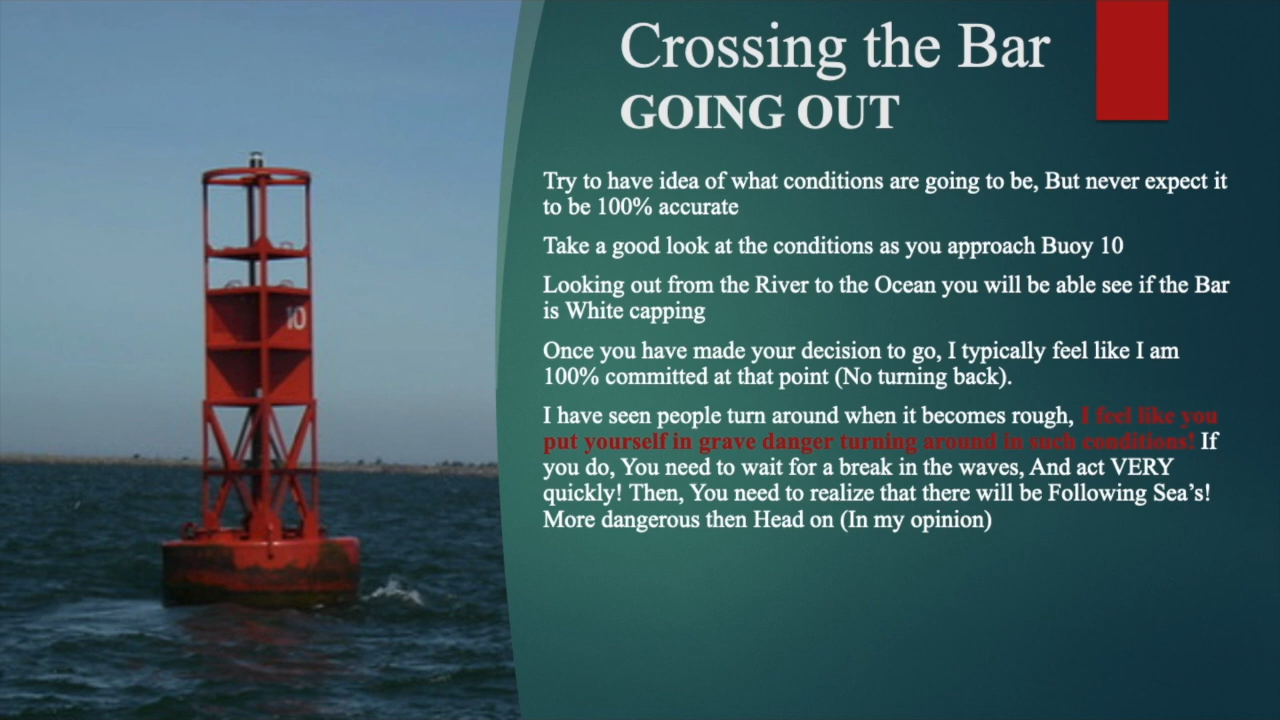 Crossing the Bar
GOING OUT
10
Try to have idea of what conditions are going to be, But never expect it
to be 100% accurate
Take a good look at the conditions as you approach Buoy 10
Looking out from the River to the Ocean you will be able see if the Bar
is White capping
Once you have made your decision to go, I typically feel like I am
100% committed at that point (No turning back).
I have seen people turn around when it becomes rough, I feel like you
put yourself in grave danger turning around in such conditions! If
you do, You need to wait for a break in the waves, And act VERY
quickly! Then, You need to realize that there will be Following Sea’s!
More dangerous then Head on (In my opinion)